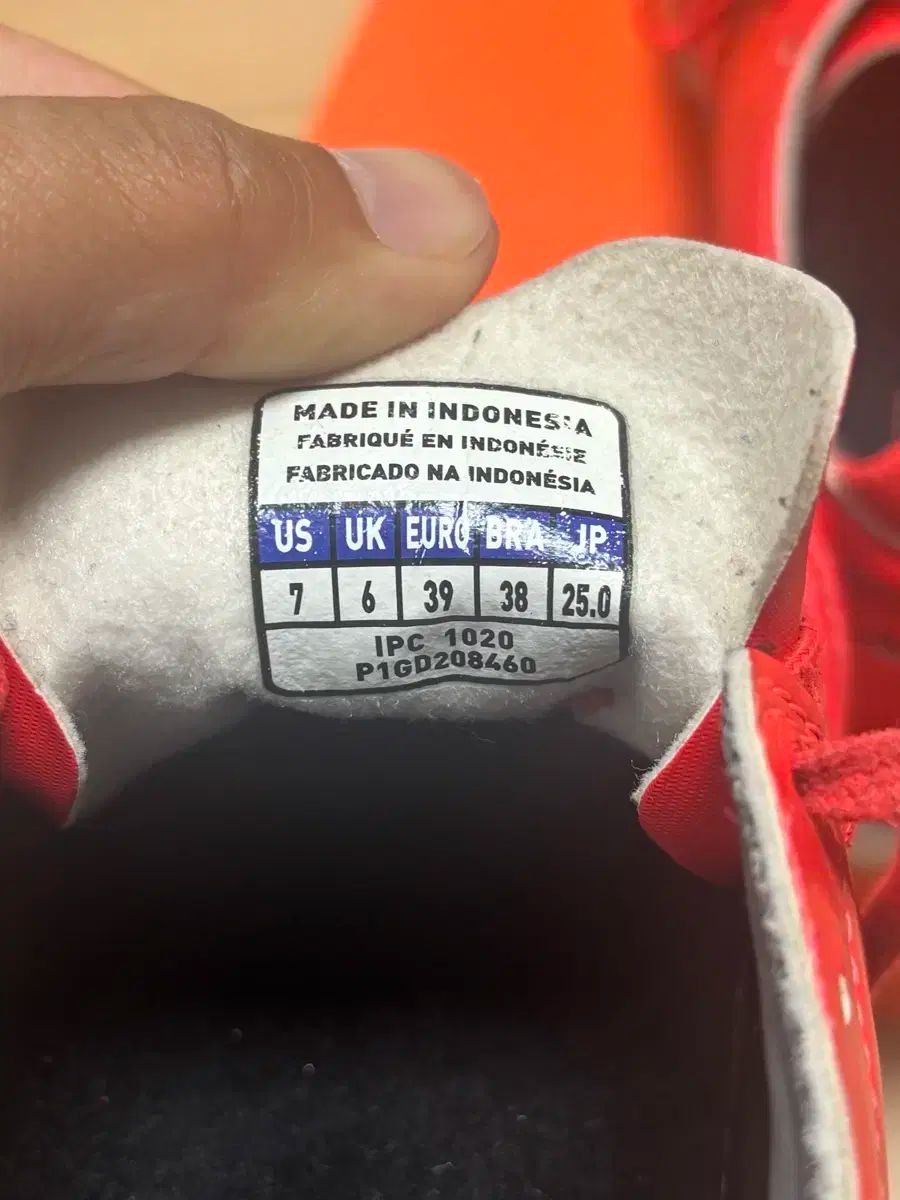 MADE IN INDONESIA
FABRIQUÉ EN INDONÉSIE
FABRICADO NA INDONÉSIA
US UK EURO BRA JP
7 6 39 38 25.0
IPC 1020
P1GD208460